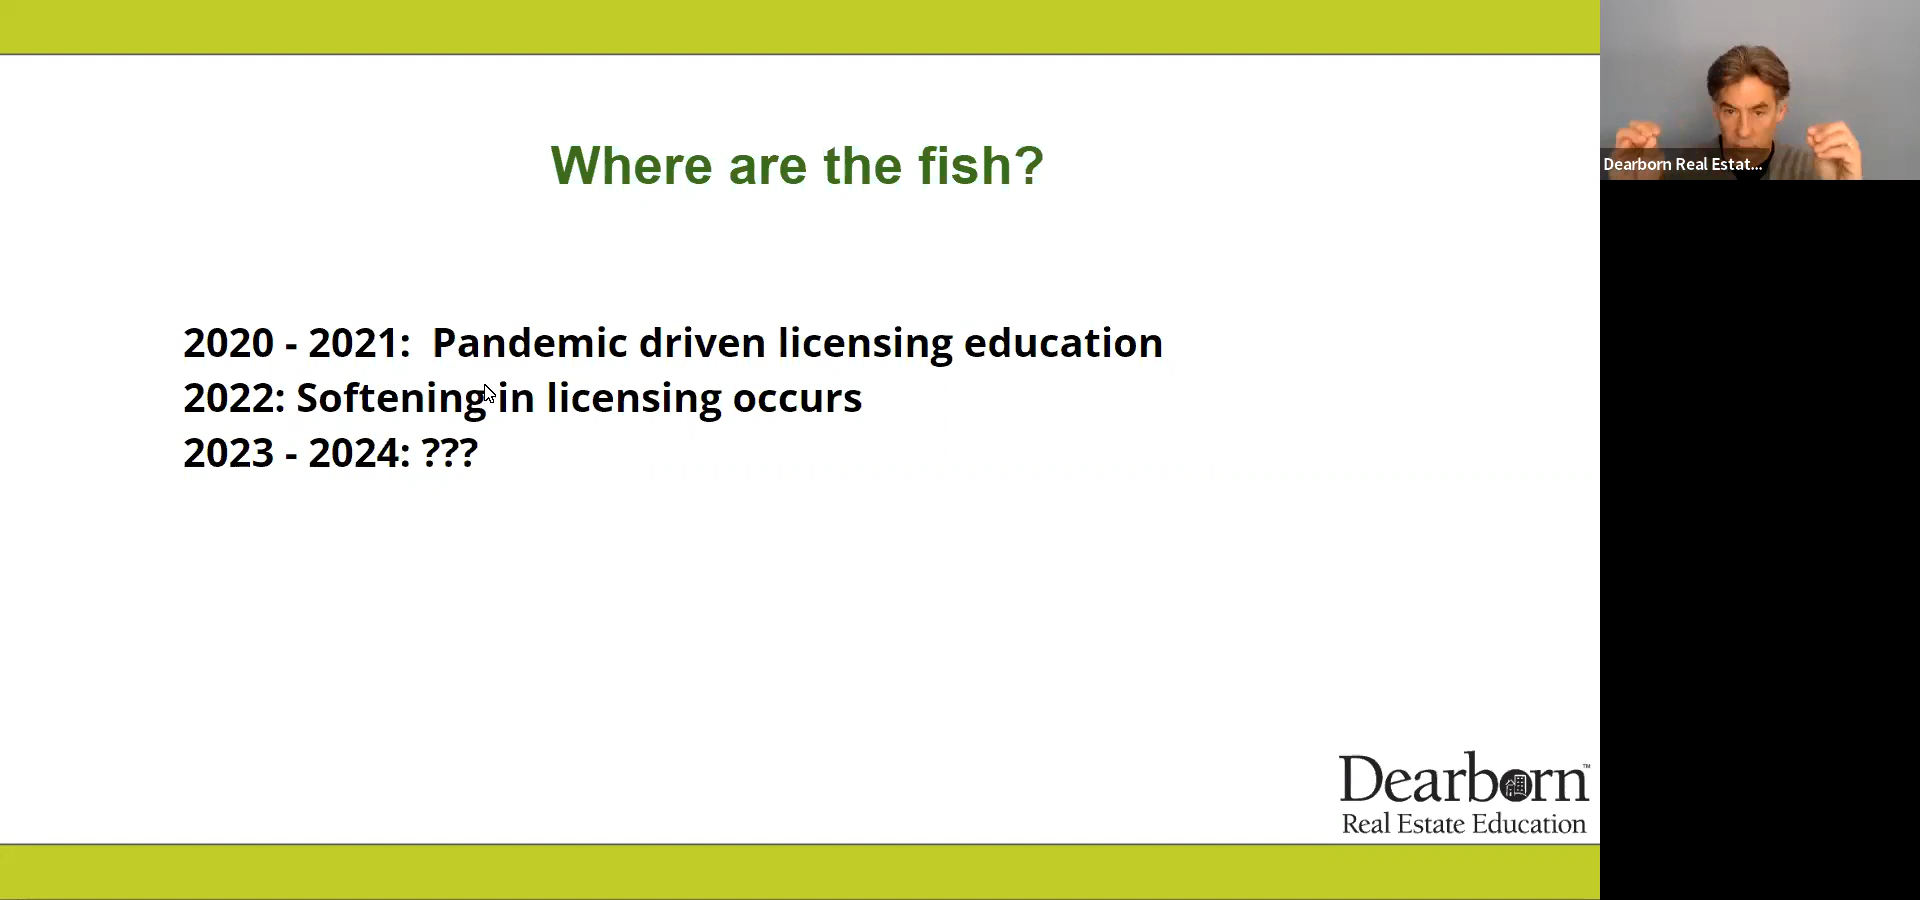 Where are the fish?
2020 - 2021:  Pandemic driven licensing education
2022: Softening in licensing occurs
2023 - 2024: ???
Dearborn™
Real Estate Education
Dearborn Real Estat...